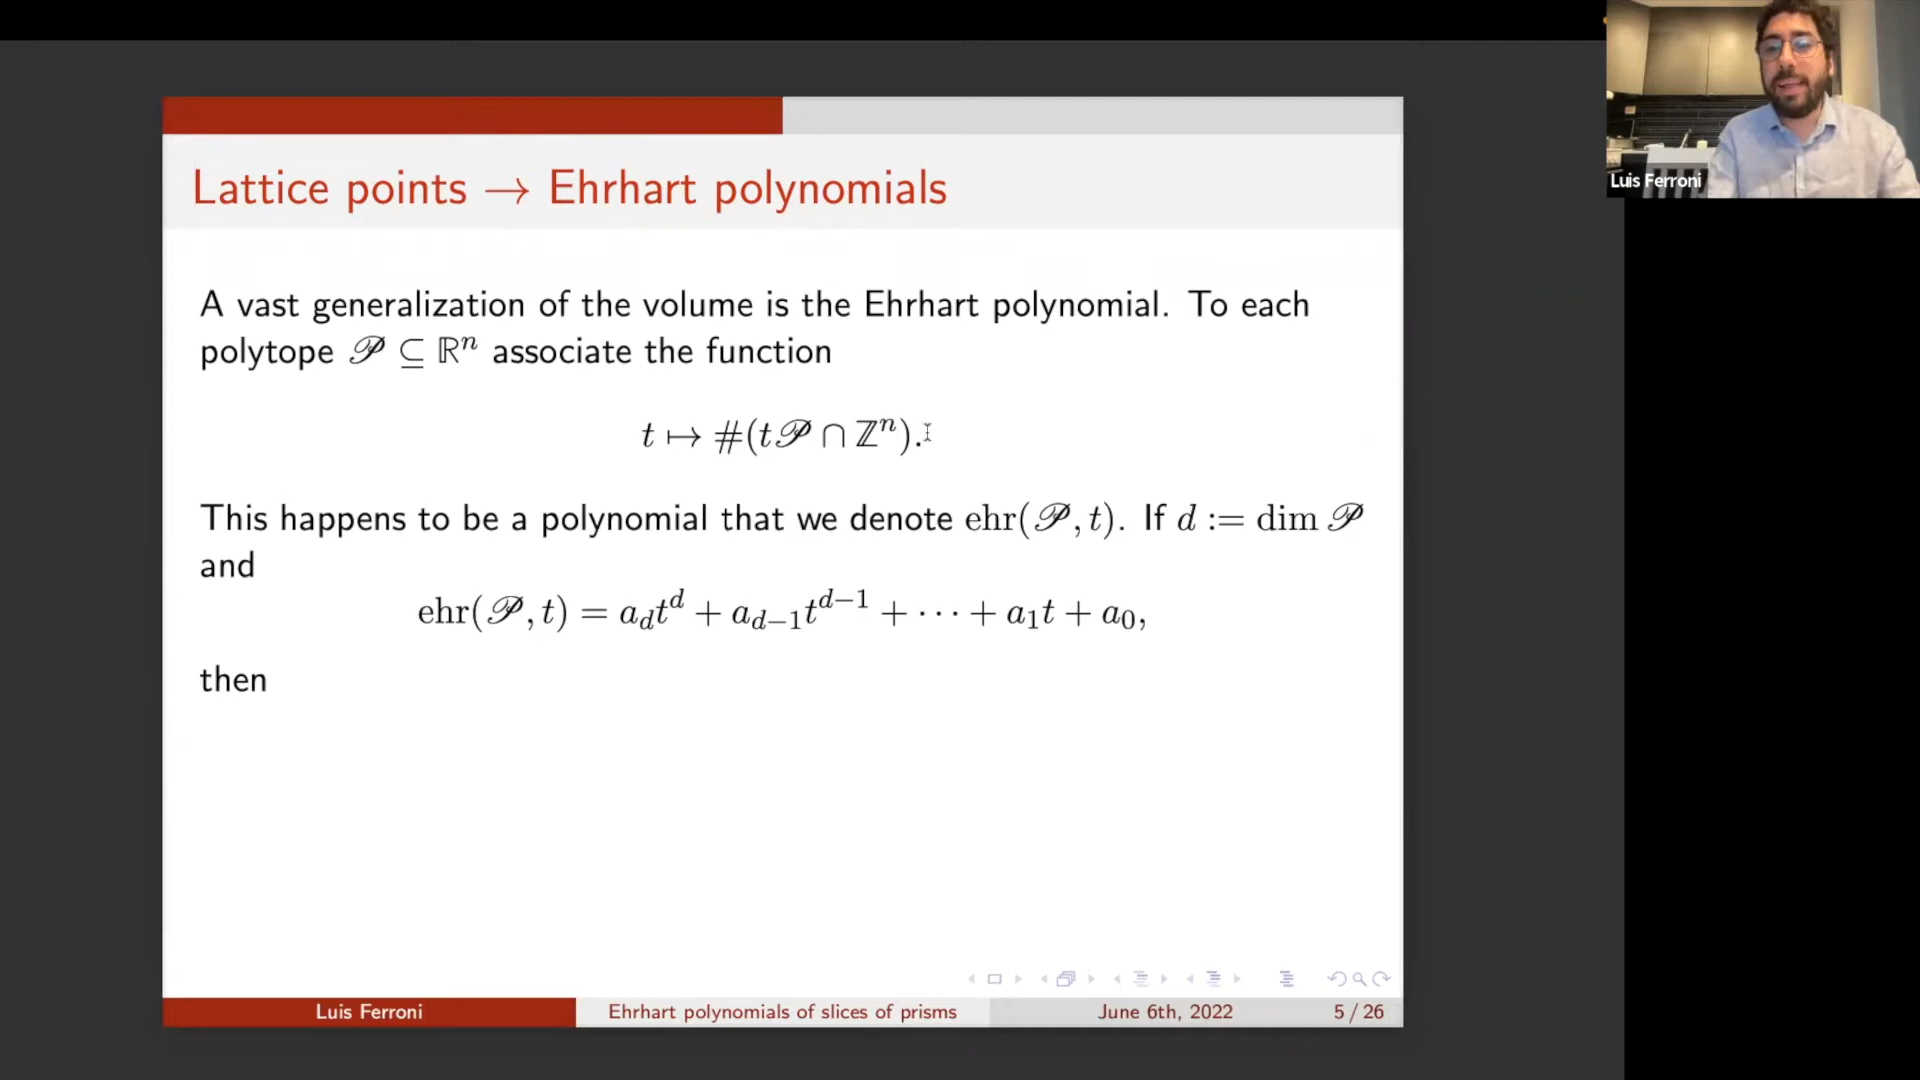 Luis Ferroni
Lattice points → Ehrhart polynomials
A vast generalization of the volume is the Ehrhart polynomial. To each
polytope 𝒫 ⊆ ℝⁿ associate the function
t ↦ #(t𝒫 ∩ ℤⁿ).
This happens to be a polynomial that we denote ehr(𝒫, t). If d := dim 𝒫
and
ehr(𝒫, t) = a_d t^d + a_{d−1} t^{d−1} + ⋯ + a₁t + a₀,
then
Luis Ferroni Ehrhart polynomials of slices of prisms June 6th, 2022 5 / 26